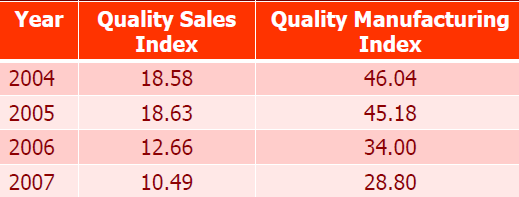 Year Quality Sales Index Quality Manufacturing Index
2004 18.58 46.04
2005 18.63 45.18
2006 12.66 34.00
2007 10.49 28.80